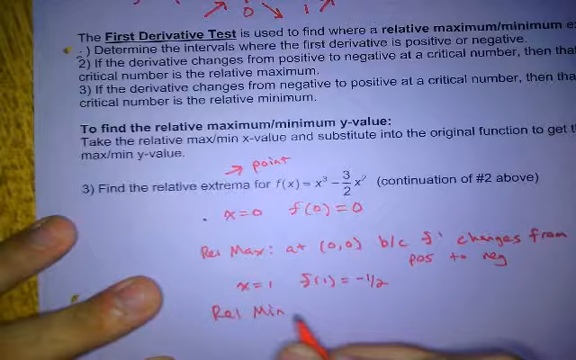 0 1
The First Derivative Test is used to find where a relative maximum/minimum
.) Determine the intervals where the first derivative is positive or negative.
2) If the derivative changes from positive to negative at a critical number, then
critical number is the relative maximum.
3) If the derivative changes from negative to positive at a critical number, then
critical number is the relative minimum.
To find the relative maximum/minimum y-value:
Take the relative max/min x-value and substitute into the original function to get
max/min y-value.
→ point
3) Find the relative extrema for f(x) = x³ − 3/2 x² (continuation of #2 above)
x=0 f(0)=0
Rel Max: at (0,0) b/c f' changes from
pos to neg
x=1 f(1) = -1/2
Rel Min